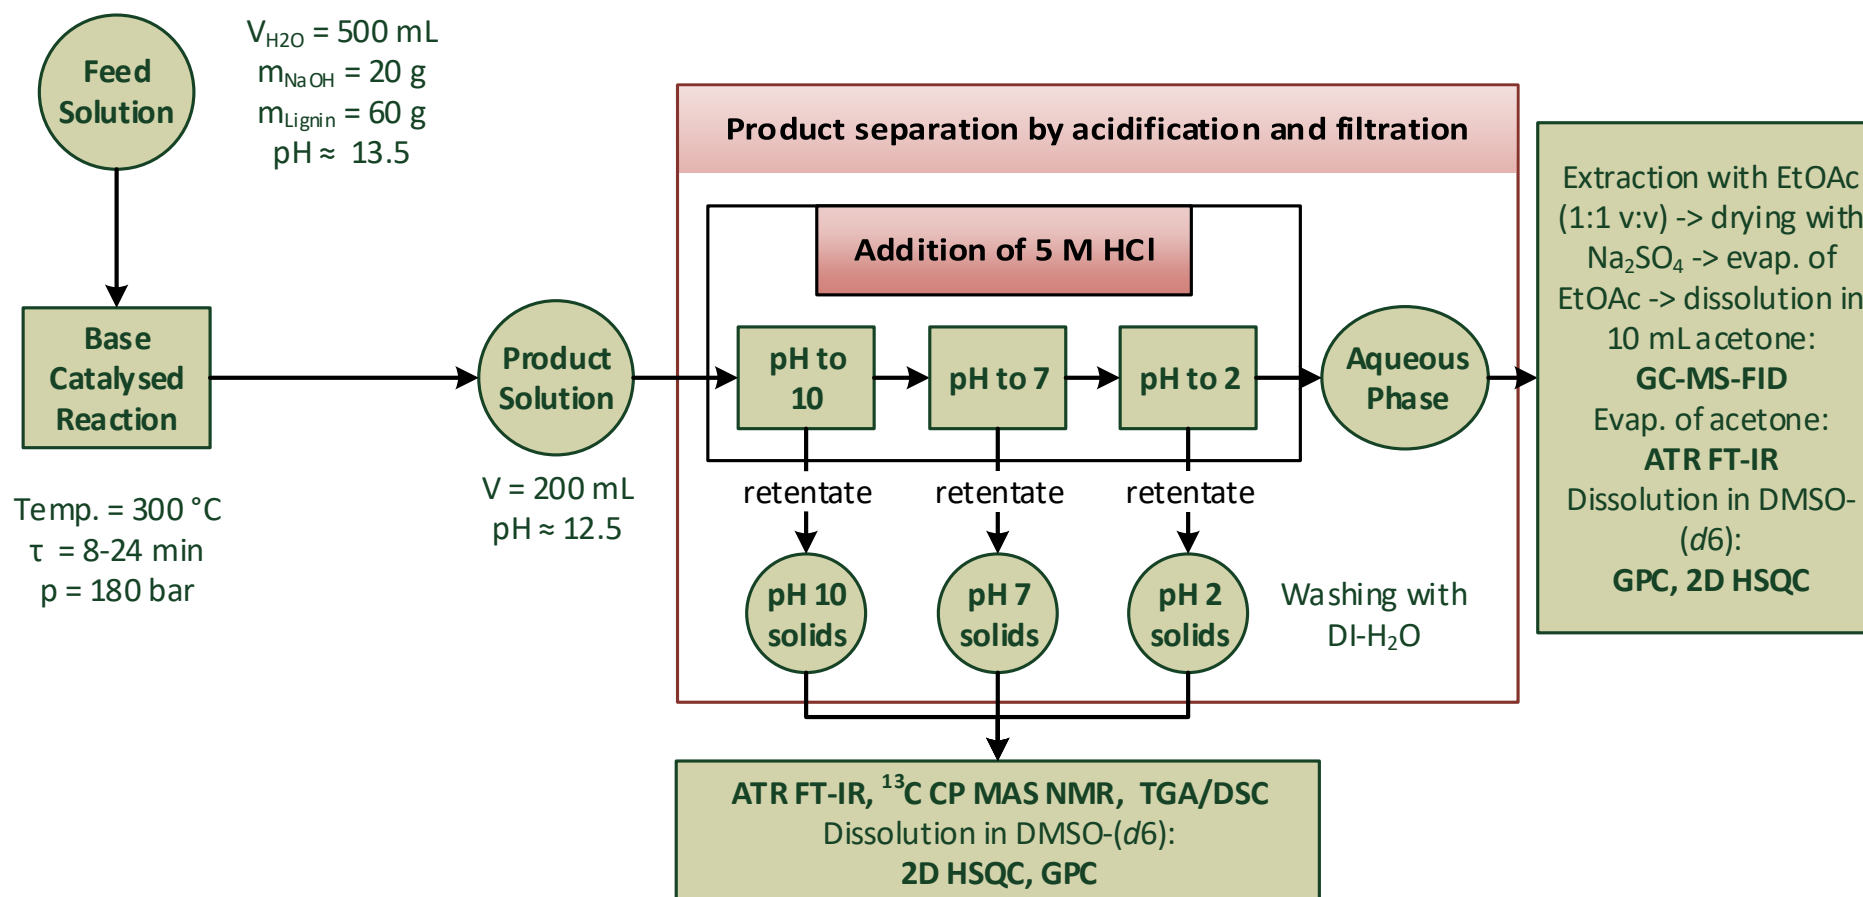 Feed
Solution
V_H2O = 500 mL
m_NaOH = 20 g
m_Lignin = 60 g
pH ≈ 13.5
Base
Catalysed
Reaction
Temp. = 300 °C
τ = 8-24 min
p = 180 bar
Product
Solution
V = 200 mL
pH ≈ 12.5
Product separation by acidification and filtration
Addition of 5 M HCl
pH to
10
pH to 7
pH to 2
Aqueous
Phase
retentate
retentate
retentate
pH 10
solids
pH 7
solids
pH 2
solids
Washing with
DI-H₂O
Extraction with EtOAc
(1:1 v:v) -> drying with
Na₂SO₄ -> evap. of
EtOAc -> dissolution in
10 mL acetone:
GC-MS-FID
Evap. of acetone:
ATR FT-IR
Dissolution in DMSO-
(d6):
GPC, 2D HSQC
ATR FT-IR, ¹³C CP MAS NMR, TGA/DSC
Dissolution in DMSO-(d6):
2D HSQC, GPC